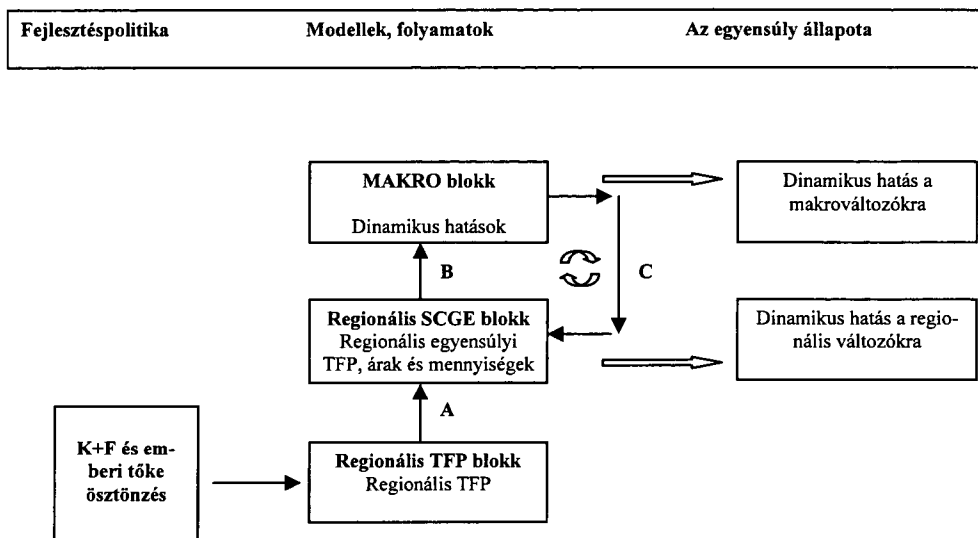 Fejlesztéspolitika Modellek, folyamatok Az egyensúly állapota
MAKRO blokk
Dinamikus hatások
Dinamikus hatás a
makrováltozókra
B
C
Regionális SCGE blokk
Regionális egyensúlyi
TFP, árak és mennyiségek
Dinamikus hatás a regio-
nális változókra
A
K+F és em-
beri tőke
ösztönzés
Regionális TFP blokk
Regionális TFP